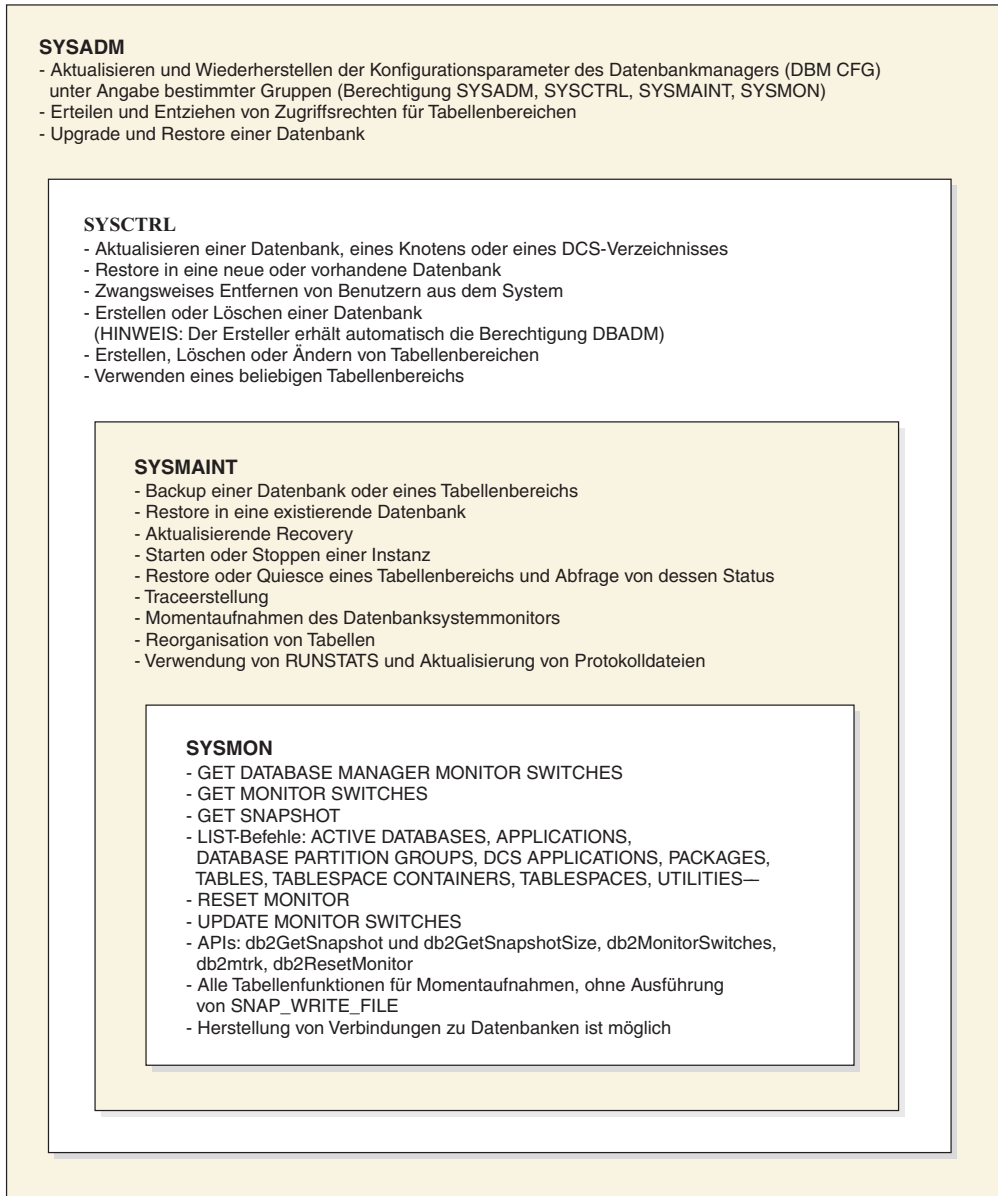 SYSADM
- Aktualisieren und Wiederherstellen der Konfigurationsparameter des Datenbankmanagers (DBM CFG)
unter Angabe bestimmter Gruppen (Berechtigung SYSADM, SYSCTRL, SYSMAINT, SYSMON)
- Erteilen und Entziehen von Zugriffsrechten für Tabellenbereichen
- Upgrade und Restore einer Datenbank
SYSCTRL
- Aktualisieren einer Datenbank, eines Knotens oder eines DCS-Verzeichnisses
- Restore in eine neue oder vorhandene Datenbank
- Zwangsweises Entfernen von Benutzern aus dem System
- Erstellen oder Löschen einer Datenbank
(HINWEIS: Der Ersteller erhält automatisch die Berechtigung DBADM)
- Erstellen, Löschen oder Ändern von Tabellenbereichen
- Verwenden eines beliebigen Tabellenbereichs
SYSMAINT
- Backup einer Datenbank oder eines Tabellenbereichs
- Restore in eine existierende Datenbank
- Aktualisierende Recovery
- Starten oder Stoppen einer Instanz
- Restore oder Quiesce eines Tabellenbereichs und Abfrage von dessen Status
- Traceerstellung
- Momentaufnahmen des Datenbanksystemmonitors
- Reorganisation von Tabellen
- Verwendung von RUNSTATS und Aktualisierung von Protokolldateien
SYSMON
- GET DATABASE MANAGER MONITOR SWITCHES
- GET MONITOR SWITCHES
- GET SNAPSHOT
- LIST-Befehle: ACTIVE DATABASES, APPLICATIONS,
DATABASE PARTITION GROUPS, DCS APPLICATIONS, PACKAGES,
TABLES, TABLESPACE CONTAINERS, TABLESPACES, UTILITIES—
- RESET MONITOR
- UPDATE MONITOR SWITCHES
- APIs: db2GetSnapshot und db2GetSnapshotSize, db2MonitorSwitches,
db2mtrk, db2ResetMonitor
- Alle Tabellenfunktionen für Momentaufnahmen, ohne Ausführung
von SNAP_WRITE_FILE
- Herstellung von Verbindungen zu Datenbanken ist möglich